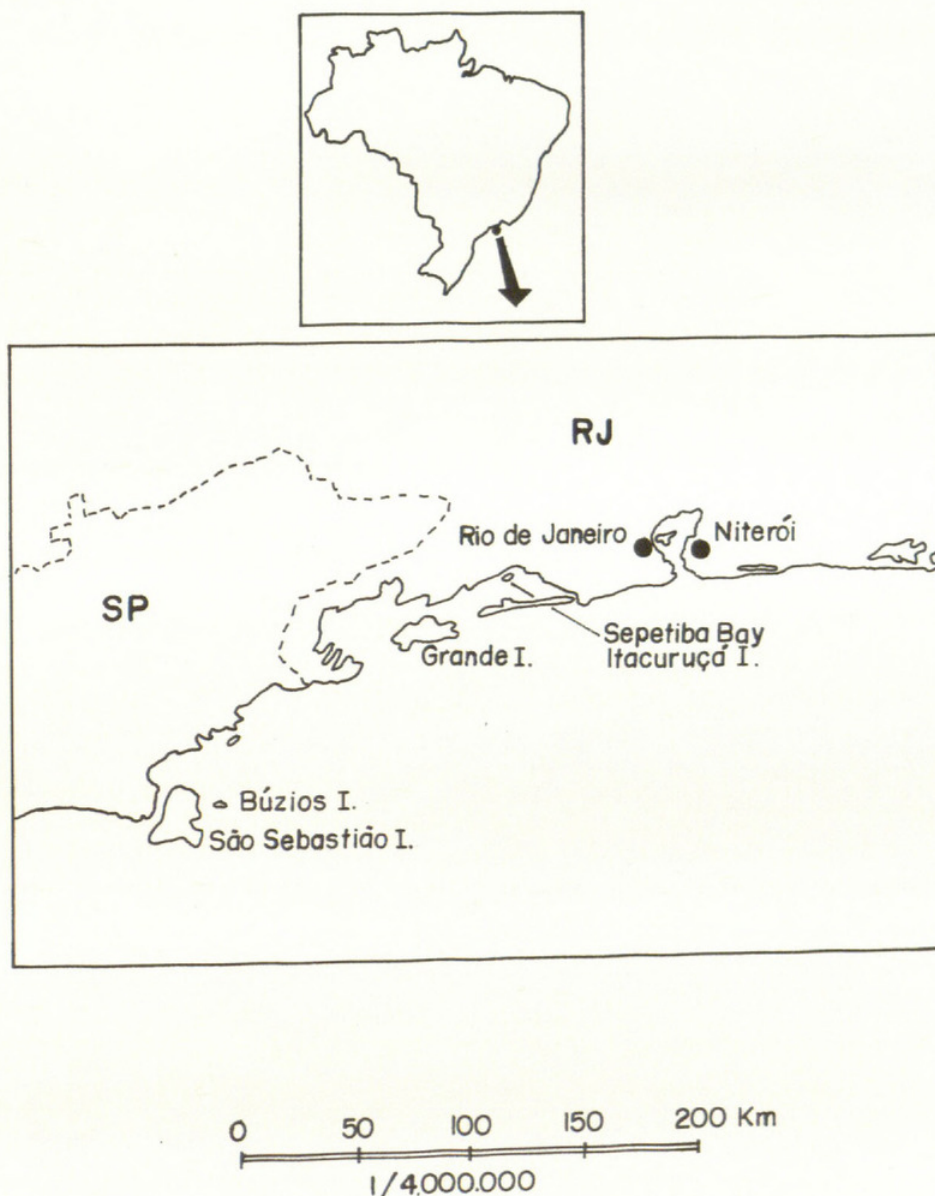 RJ
Rio de Janeiro
Niterói
SP
Sepetiba Bay
Itacuruçá I.
Grande I.
Búzios I.
São Sebastião I.
0 50 100 150 200 Km
1/4.000.000